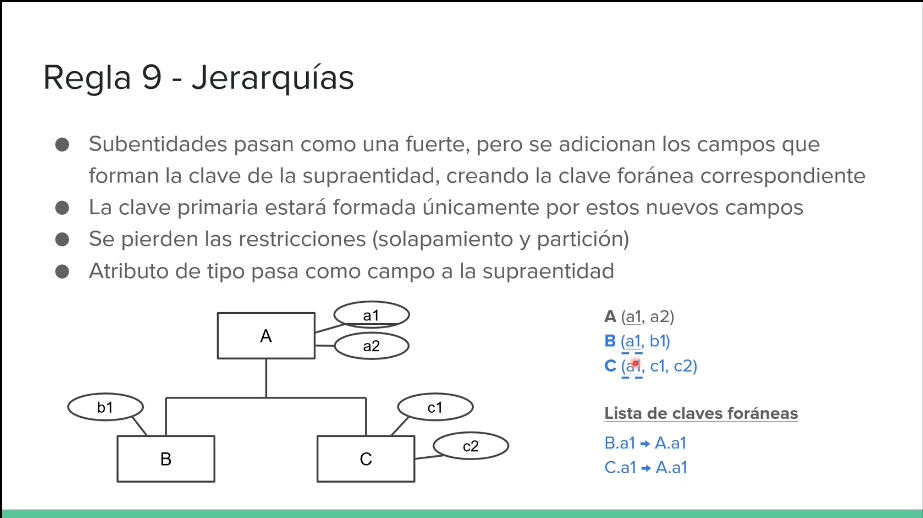 Regla 9 - Jerarquías
● Subentidades pasan como una fuerte, pero se adicionan los campos que
forman la clave de la supraentidad, creando la clave foránea correspondiente
● La clave primaria estará formada únicamente por estos nuevos campos
● Se pierden las restricciones (solapamiento y partición)
● Atributo de tipo pasa como campo a la supraentidad
A
a1
a2
b1
B
c1
c2
C
A (a1, a2)
B (a1, b1)
C (a1, c1, c2)
Lista de claves foráneas
B.a1 → A.a1
C.a1 → A.a1